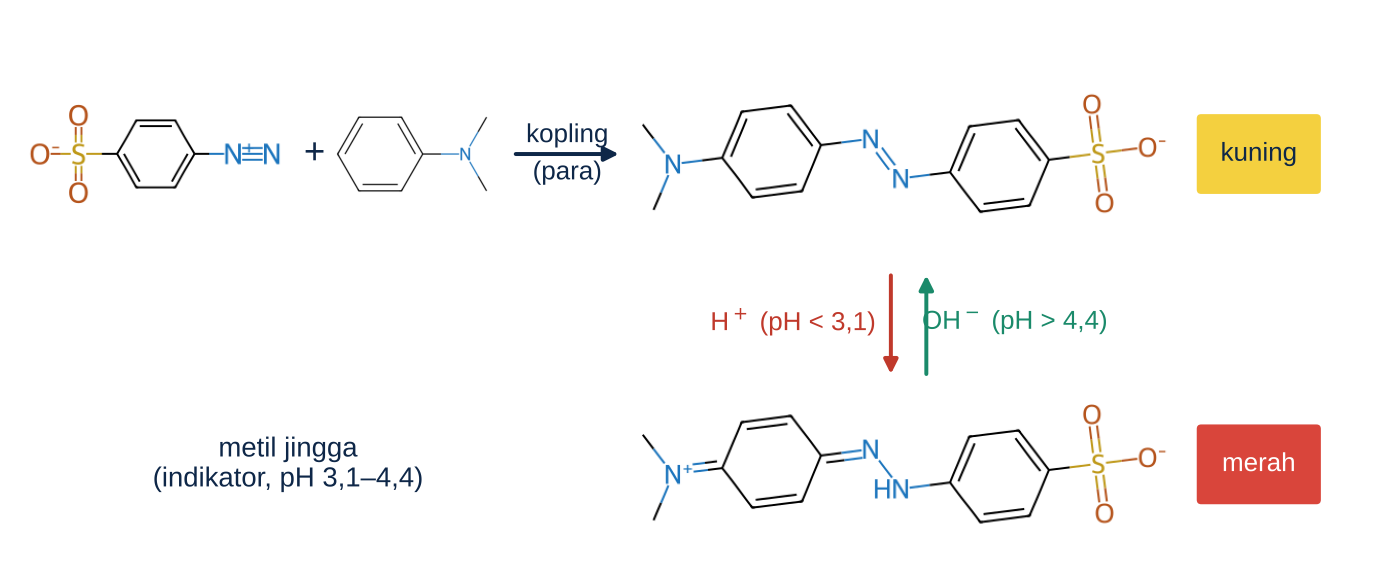 O⁻ S O O N⁺≡N + N
kopling
(para)
N N N S O O O⁻
kuning
H⁺ (pH < 3,1)
OH⁻ (pH > 4,4)
metil jingga
(indikator, pH 3,1–4,4)
N⁺ N HN S O O O⁻
merah